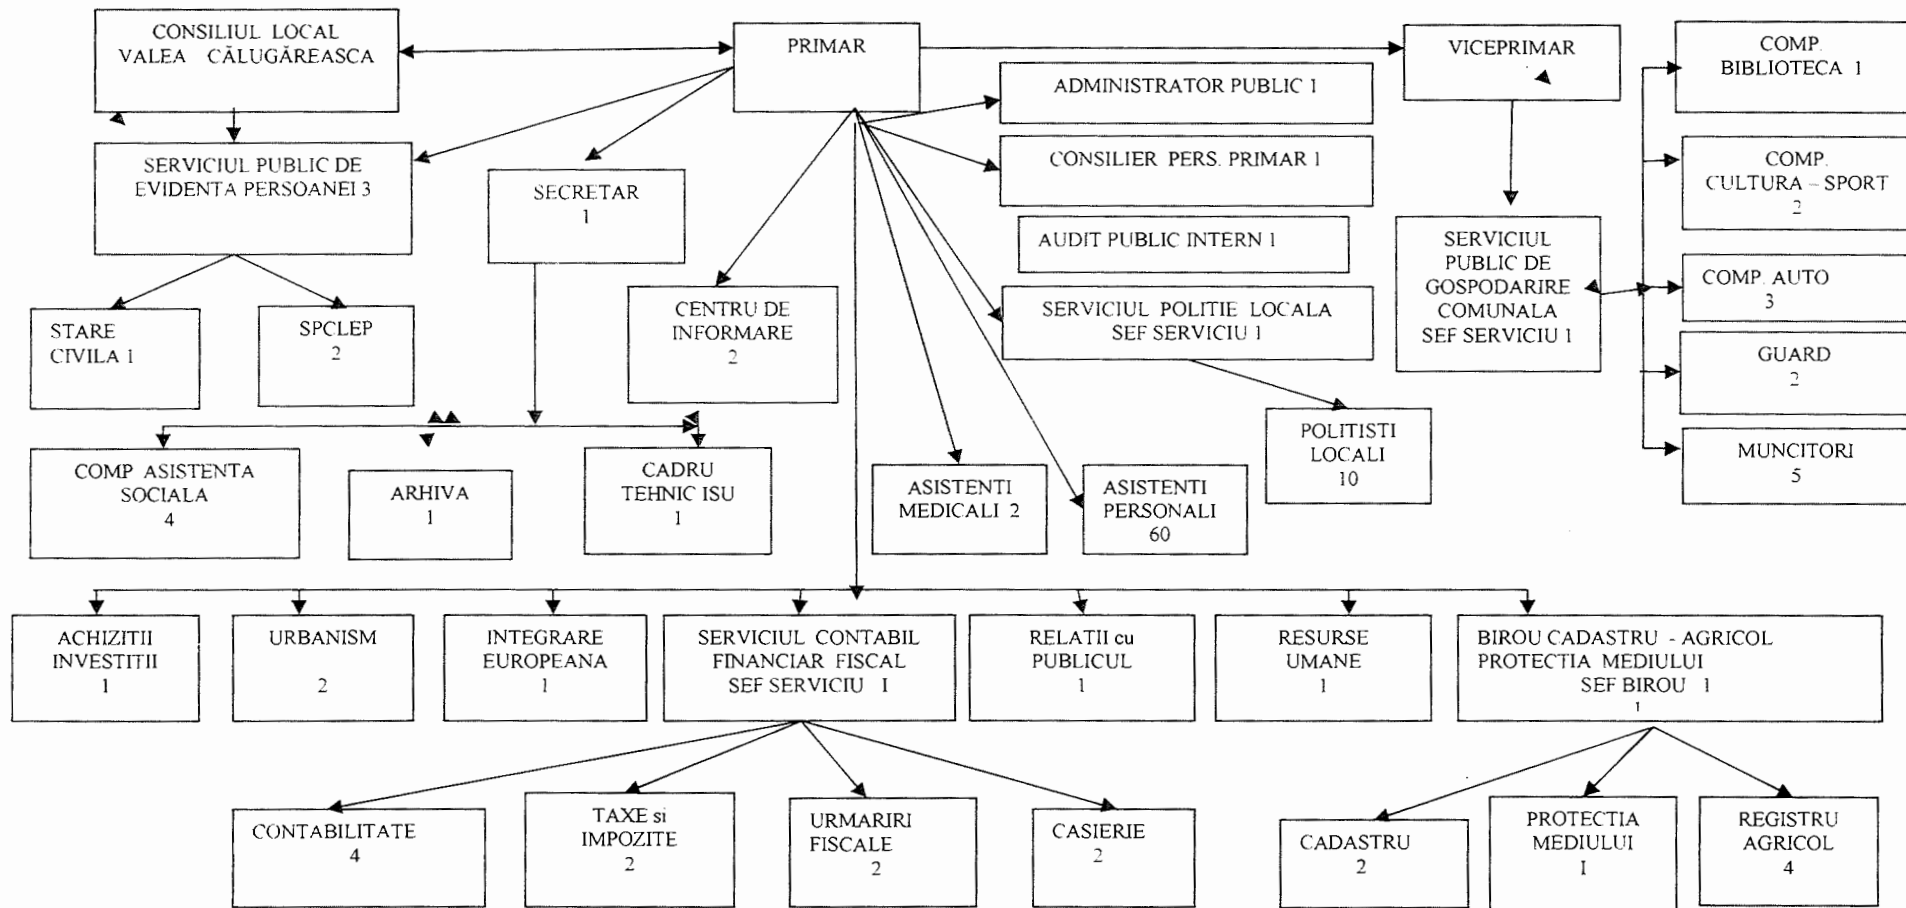 CONSILIUL LOCAL
VALEA CĂLUGĂREASCA
PRIMAR
VICEPRIMAR
COMP.
BIBLIOTECA 1
ADMINISTRATOR PUBLIC 1
SERVICIUL PUBLIC DE
EVIDENTA PERSOANEI 3
SECRETAR
1
CONSILIER PERS. PRIMAR 1
COMP.
CULTURA – SPORT
2
AUDIT PUBLIC INTERN 1
SERVICIUL
PUBLIC DE
GOSPODARIRE
COMUNALA
SEF SERVICIU 1
COMP. AUTO
3
STARE
CIVILA 1
SPCLEP
2
CENTRU DE
INFORMARE
2
SERVICIUL POLITIE LOCALA
SEF SERVICIU 1
GUARD
2
POLITISTI
LOCALI
10
MUNCITORI
5
COMP ASISTENTA
SOCIALA
4
ARHIVA
1
CADRU
TEHNIC ISU
1
ASISTENTI
MEDICALI 2
ASISTENTI
PERSONALI
60
ACHIZITII
INVESTITII
1
URBANISM
2
INTEGRARE
EUROPEANA
1
SERVICIUL CONTABIL
FINANCIAR FISCAL
SEF SERVICIU 1
RELATII cu
PUBLICUL
1
RESURSE
UMANE
1
BIROU CADASTRU - AGRICOL
PROTECTIA MEDIULUI
SEF BIROU 1
1
CONTABILITATE
4
TAXE si
IMPOZITE
2
URMARIRI
FISCALE
2
CASIERIE
2
CADASTRU
2
PROTECTIA
MEDIULUI
1
REGISTRU
AGRICOL
4